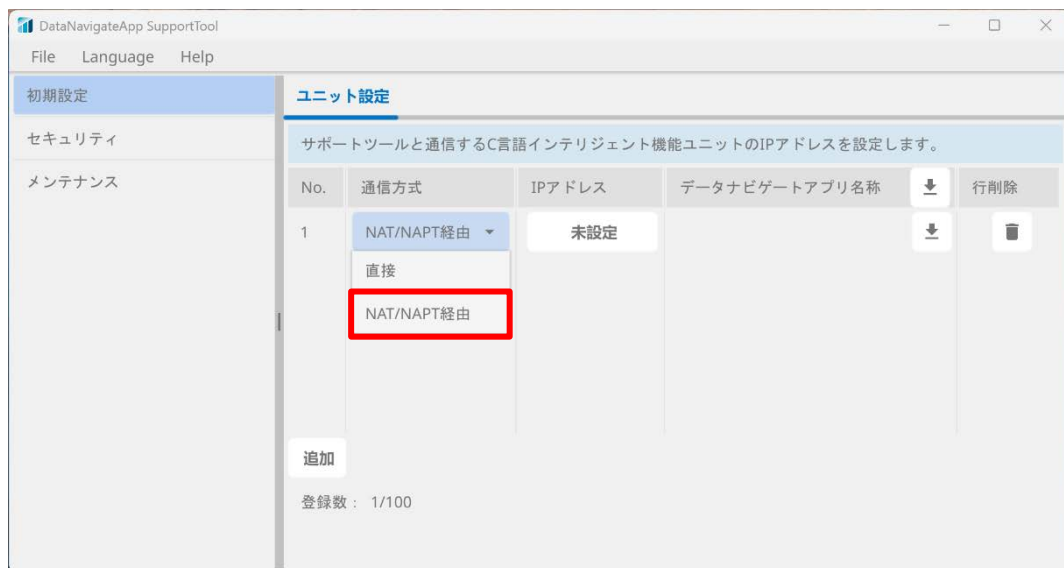 DataNavigateApp SupportTool
File Language Help
初期設定
セキュリティ
メンテナンス
ユニット設定
サポートツールと通信するC言語インテリジェント機能ユニットのIPアドレスを設定します。
No. 通信方式 IPアドレス データナビゲートアプリ名称 行削除
1 NAT/NAPT経由 未設定
直接
NAT/NAPT経由
追加
登録数： 1/100